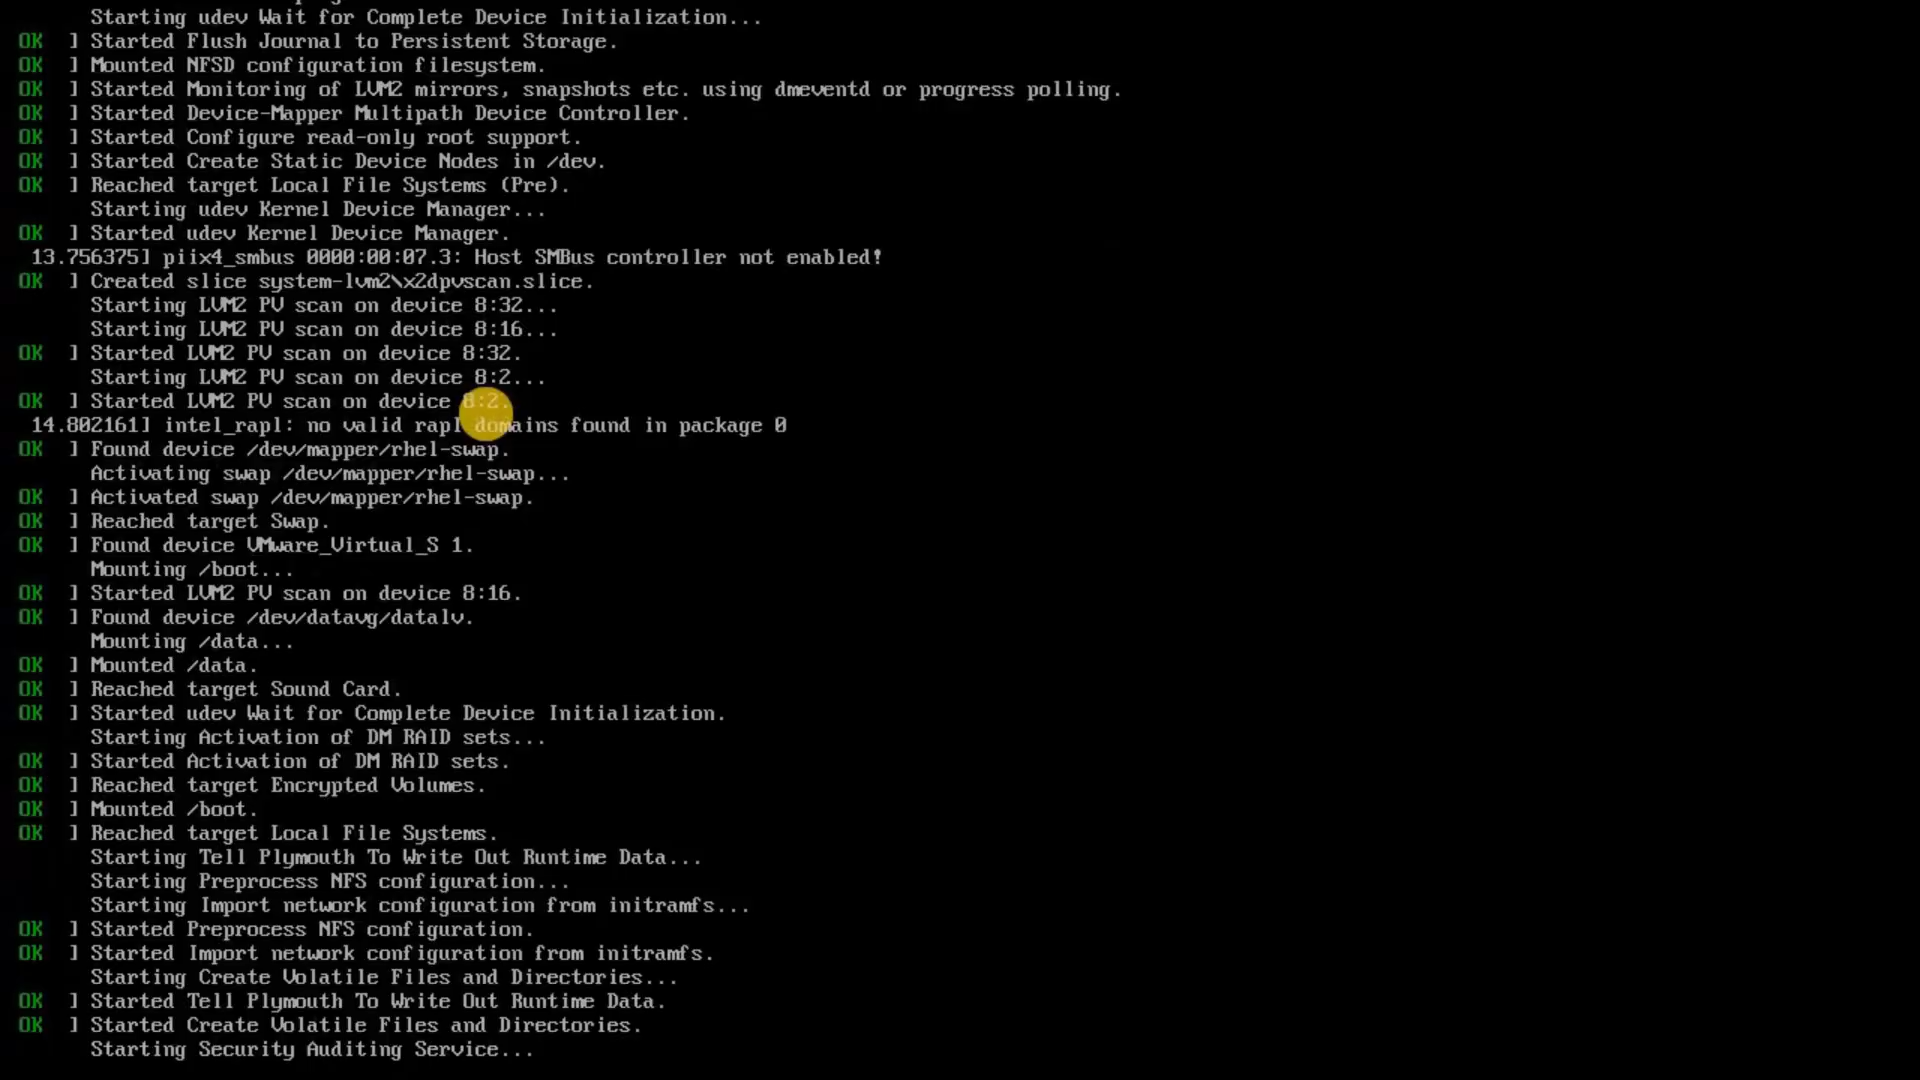 Starting udev Wait for Complete Device Initialization...
OK ] Started Flush Journal to Persistent Storage.
OK ] Mounted NFSD configuration filesystem.
OK ] Started Monitoring of LVM2 mirrors, snapshots etc. using dmeventd or progress polling.
OK ] Started Device-Mapper Multipath Device Controller.
OK ] Started Configure read-only root support.
OK ] Started Create Static Device Nodes in /dev.
OK ] Reached target Local File Systems (Pre).
Starting udev Kernel Device Manager...
OK ] Started udev Kernel Device Manager.
13.756375] piix4_smbus 0000:00:07.3: Host SMBus controller not enabled!
OK ] Created slice system-lvm2\x2dpvscan.slice.
Starting LVM2 PV scan on device 8:32...
Starting LVM2 PV scan on device 8:16...
OK ] Started LVM2 PV scan on device 8:32.
Starting LVM2 PV scan on device 8:2...
OK ] Started LVM2 PV scan on device 8:2.
14.802161] intel_rapl: no valid rapl domains found in package 0
OK ] Found device /dev/mapper/rhel-swap.
Activating swap /dev/mapper/rhel-swap...
OK ] Activated swap /dev/mapper/rhel-swap.
OK ] Reached target Swap.
OK ] Found device VMware_Virtual_S 1.
Mounting /boot...
OK ] Started LVM2 PV scan on device 8:16.
OK ] Found device /dev/datavg/datalv.
Mounting /data...
OK ] Mounted /data.
OK ] Reached target Sound Card.
OK ] Started udev Wait for Complete Device Initialization.
Starting Activation of DM RAID sets...
OK ] Started Activation of DM RAID sets.
OK ] Reached target Encrypted Volumes.
OK ] Mounted /boot.
OK ] Reached target Local File Systems.
Starting Tell Plymouth To Write Out Runtime Data...
Starting Preprocess NFS configuration...
Starting Import network configuration from initramfs...
OK ] Started Preprocess NFS configuration.
OK ] Started Import network configuration from initramfs.
Starting Create Volatile Files and Directories...
OK ] Started Tell Plymouth To Write Out Runtime Data.
OK ] Started Create Volatile Files and Directories.
Starting Security Auditing Service...